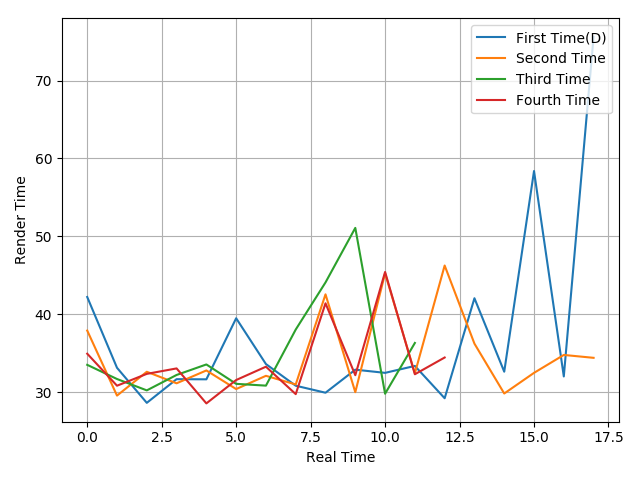 First Time(D)
Second Time
Third Time
Fourth Time
70
60
50
40
30
Render Time
0.0 2.5 5.0 7.5 10.0 12.5 15.0 17.5
Real Time